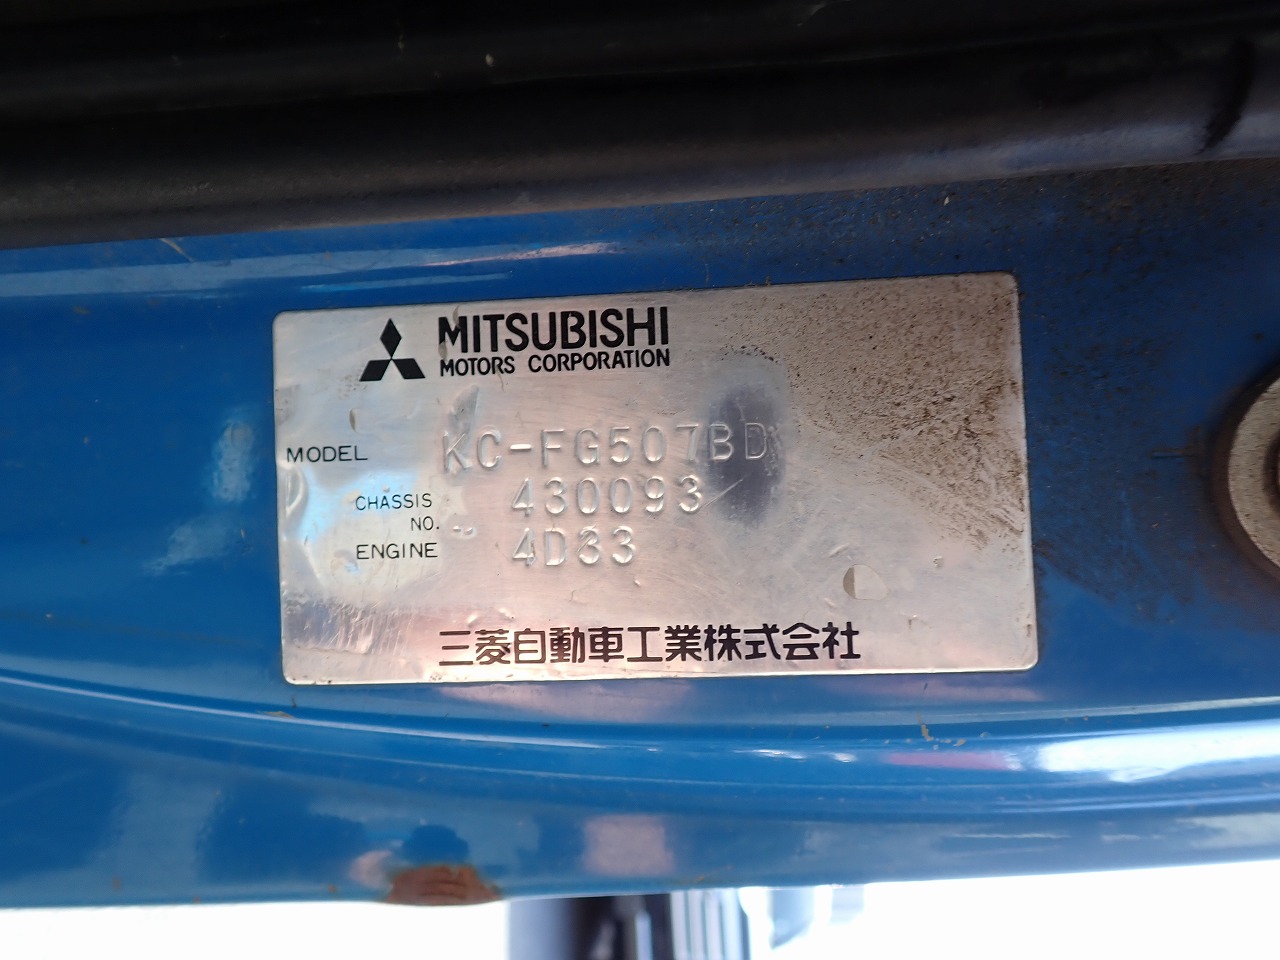 MITSUBISHI
MOTORS CORPORATION
MODEL KC-FG507BD
CHASSIS NO. 430093
ENGINE 4D33
三菱自動車工業株式会社